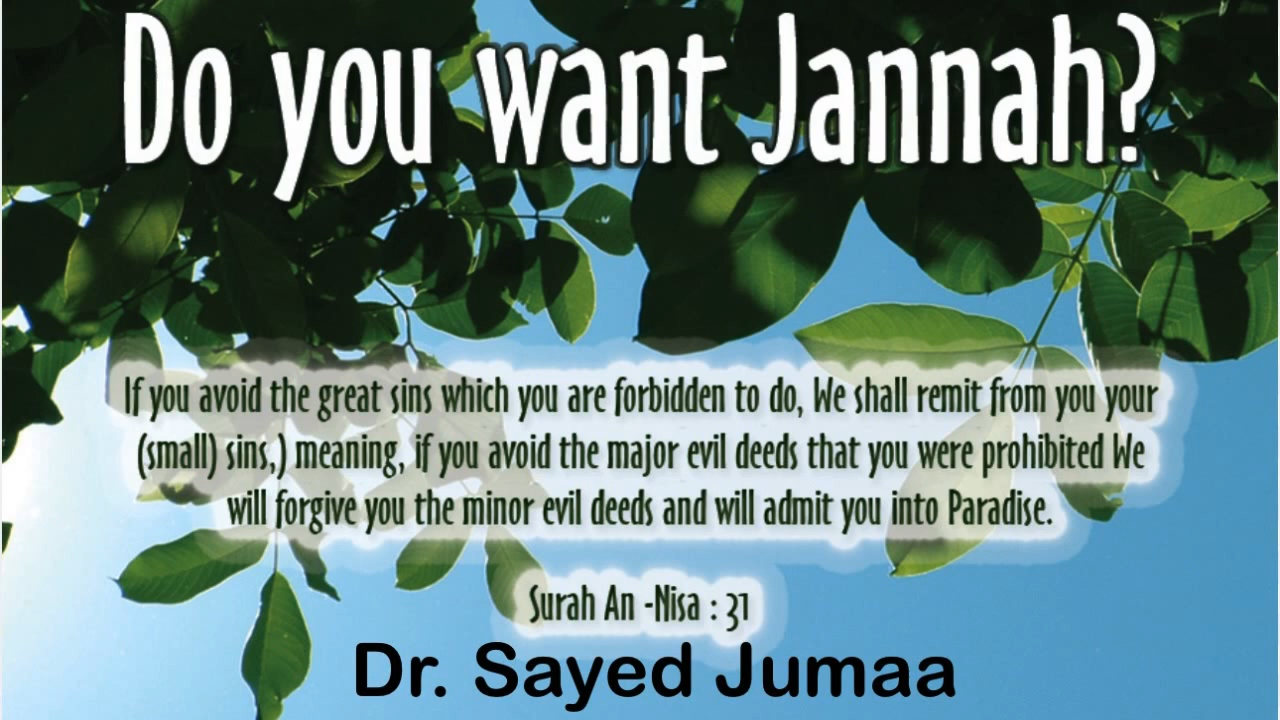 Do you want Jannah?
If you avoid the great sins which you are forbidden to do, We shall remit from you your
(small) sins,) meaning, if you avoid the major evil deeds that you were prohibited We
will forgive you the minor evil deeds and will admit you into Paradise.
Surah An -Nisa : 31
Dr. Sayed Jumaa